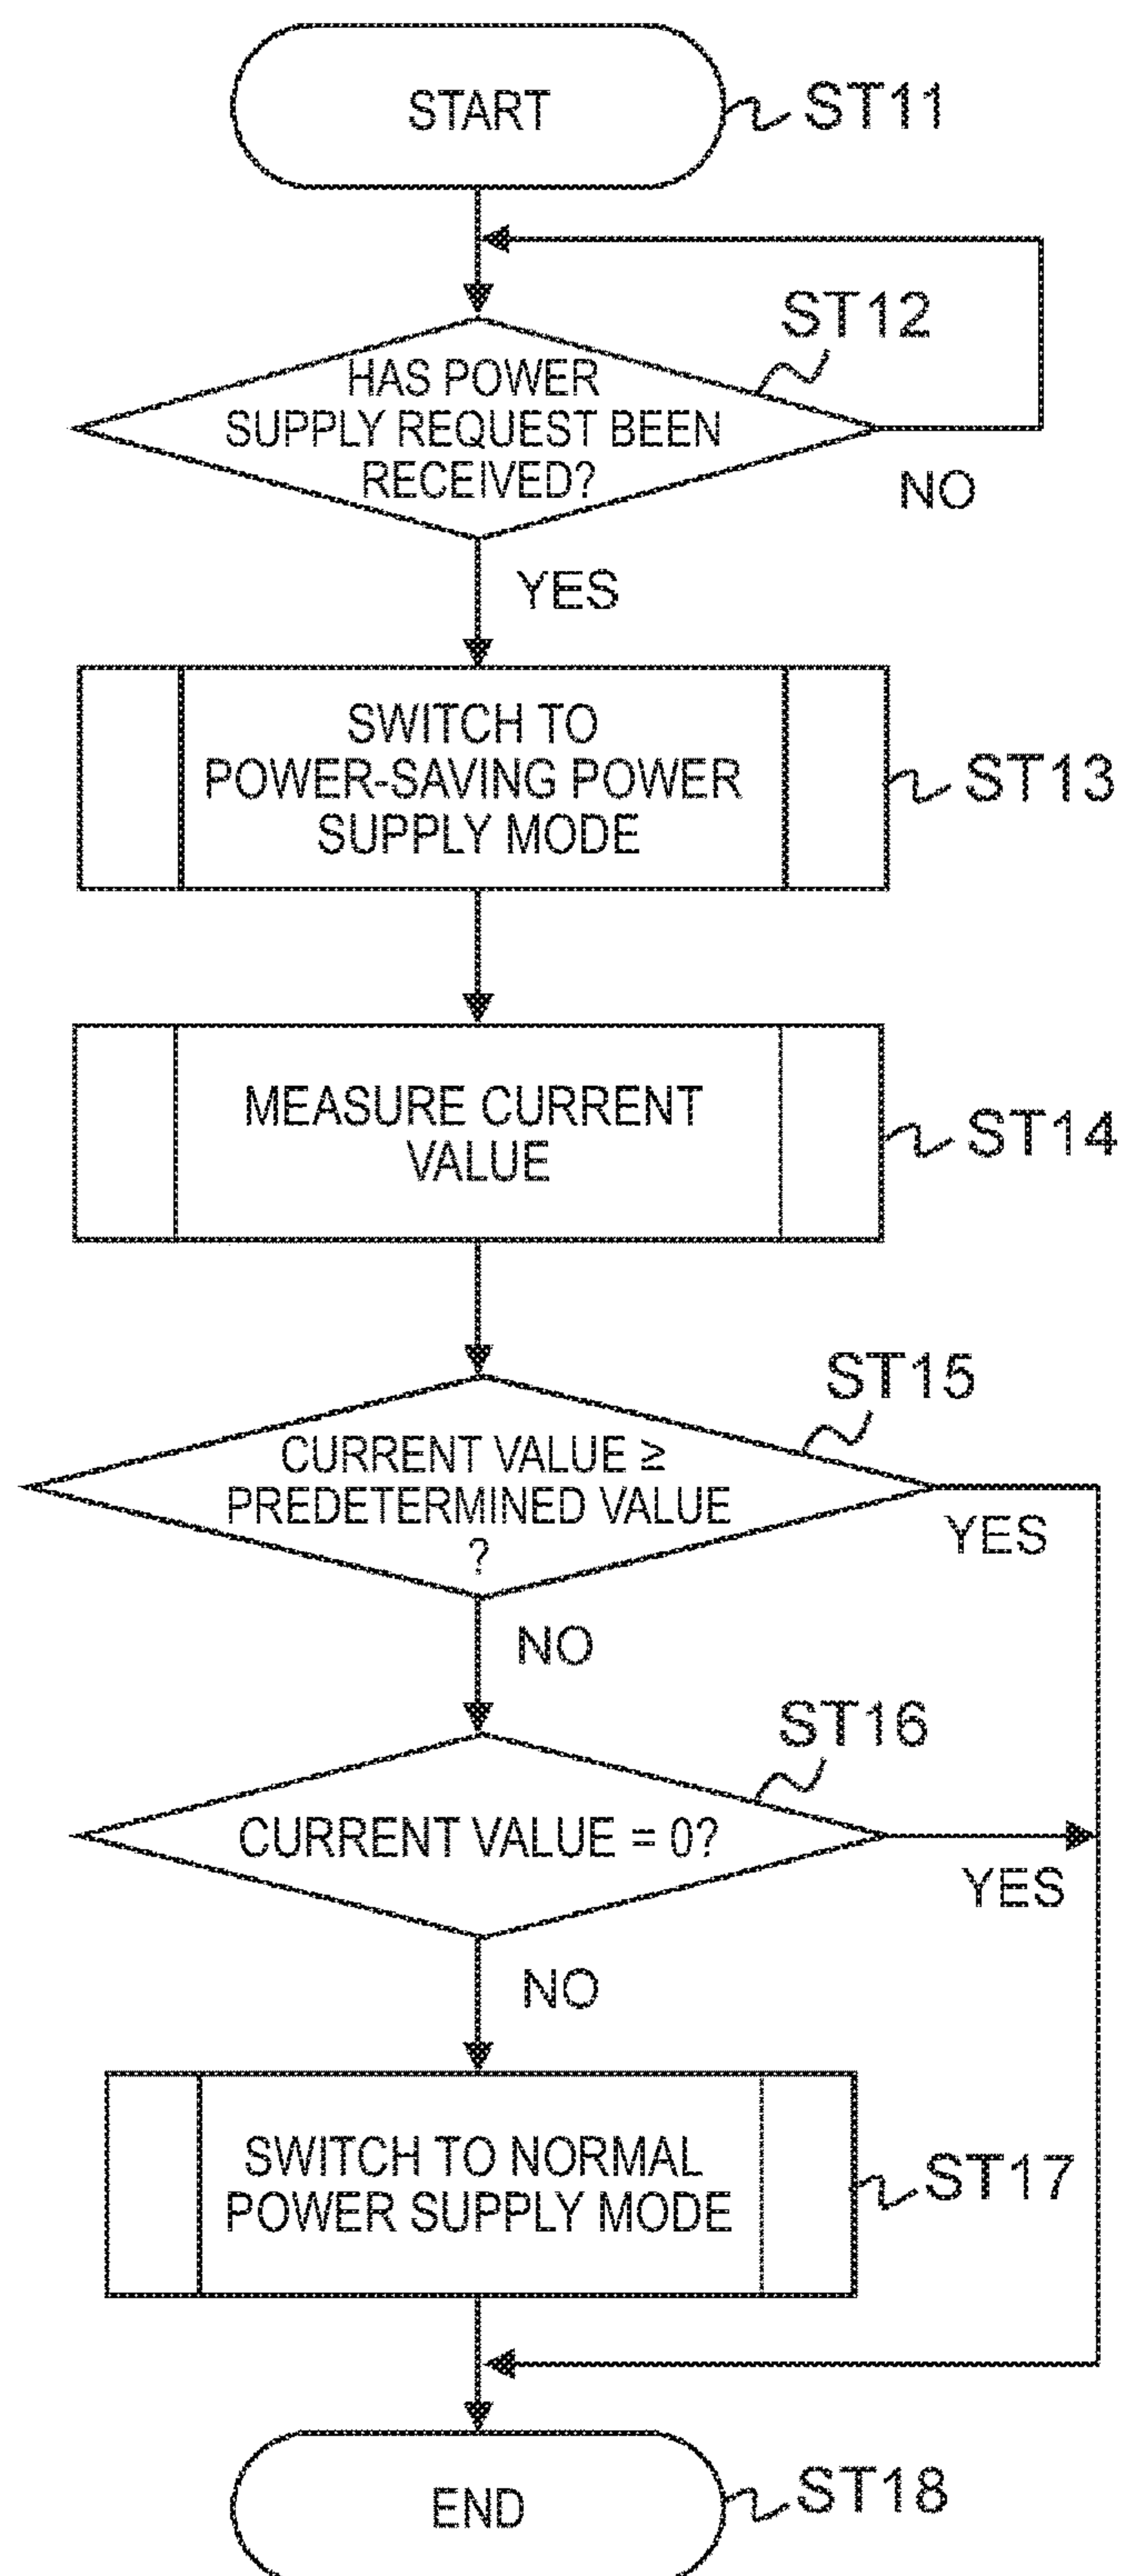 START
ST11
ST12
HAS POWER
SUPPLY REQUEST BEEN
RECEIVED?
NO
YES
SWITCH TO
POWER-SAVING POWER
SUPPLY MODE
ST13
MEASURE CURRENT
VALUE
ST14
ST15
CURRENT VALUE ≥
PREDETERMINED VALUE
?
YES
NO
ST16
CURRENT VALUE = 0?
YES
NO
SWITCH TO NORMAL
POWER SUPPLY MODE
ST17
END
ST18